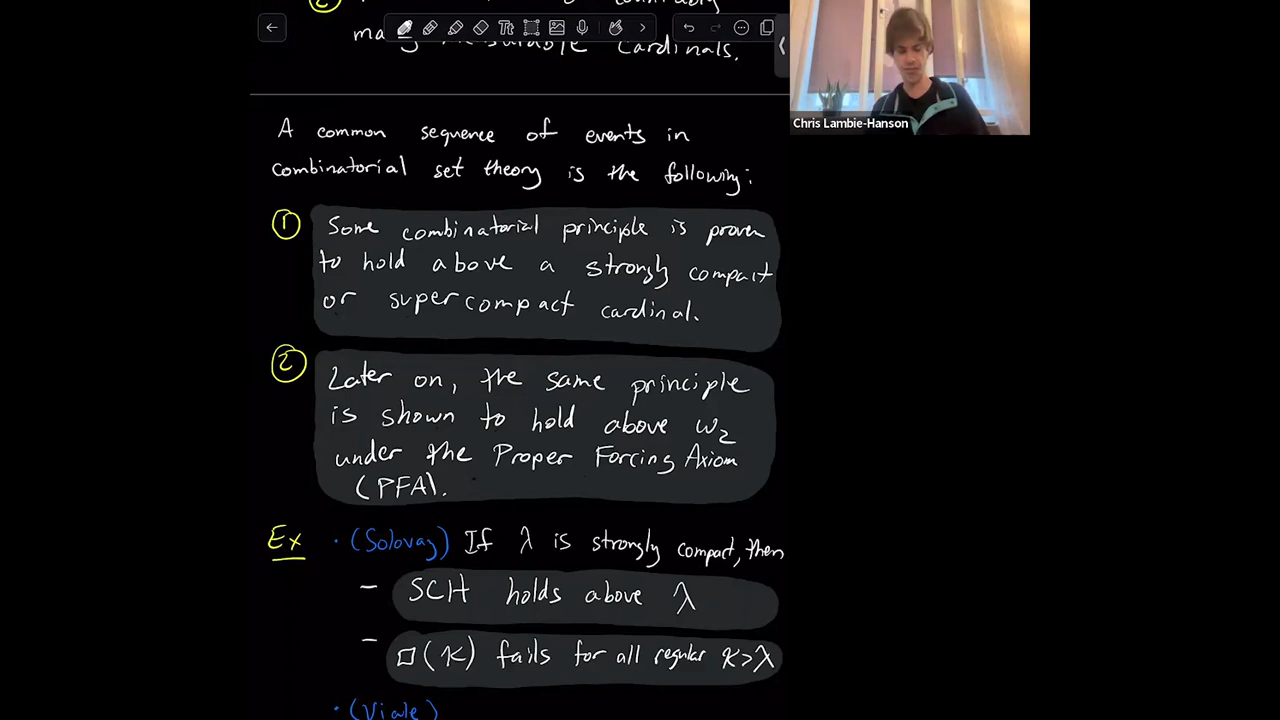 cardinals.
Chris Lambie-Hanson
A common sequence of events in
combinatorial set theory is the following:
① Some combinatorial principle is proven
to hold above a strongly compact
or supercompact cardinal.
② Later on, the same principle
is shown to hold above ω₂
under the Proper Forcing Axiom
(PFA).
Ex · (Solovay) If λ is strongly compact, then
- SCH holds above λ
- □(κ) fails for all regular κ>λ
· (Viale)